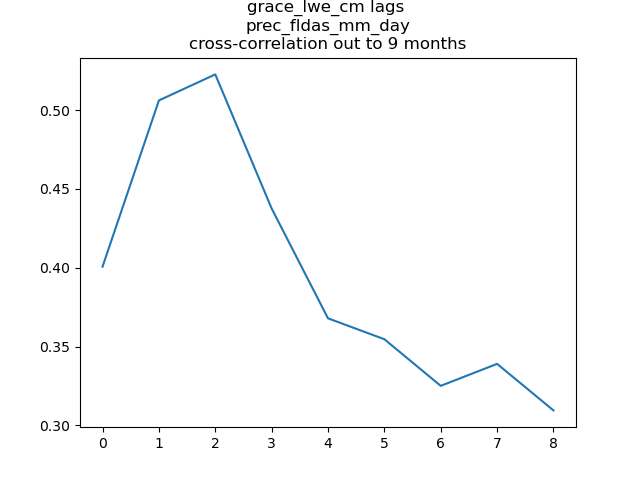 grace_lwe_cm lags
prec_fldas_mm_day
cross-correlation out to 9 months
0.50
0.45
0.40
0.35
0.30
0 1 2 3 4 5 6 7 8